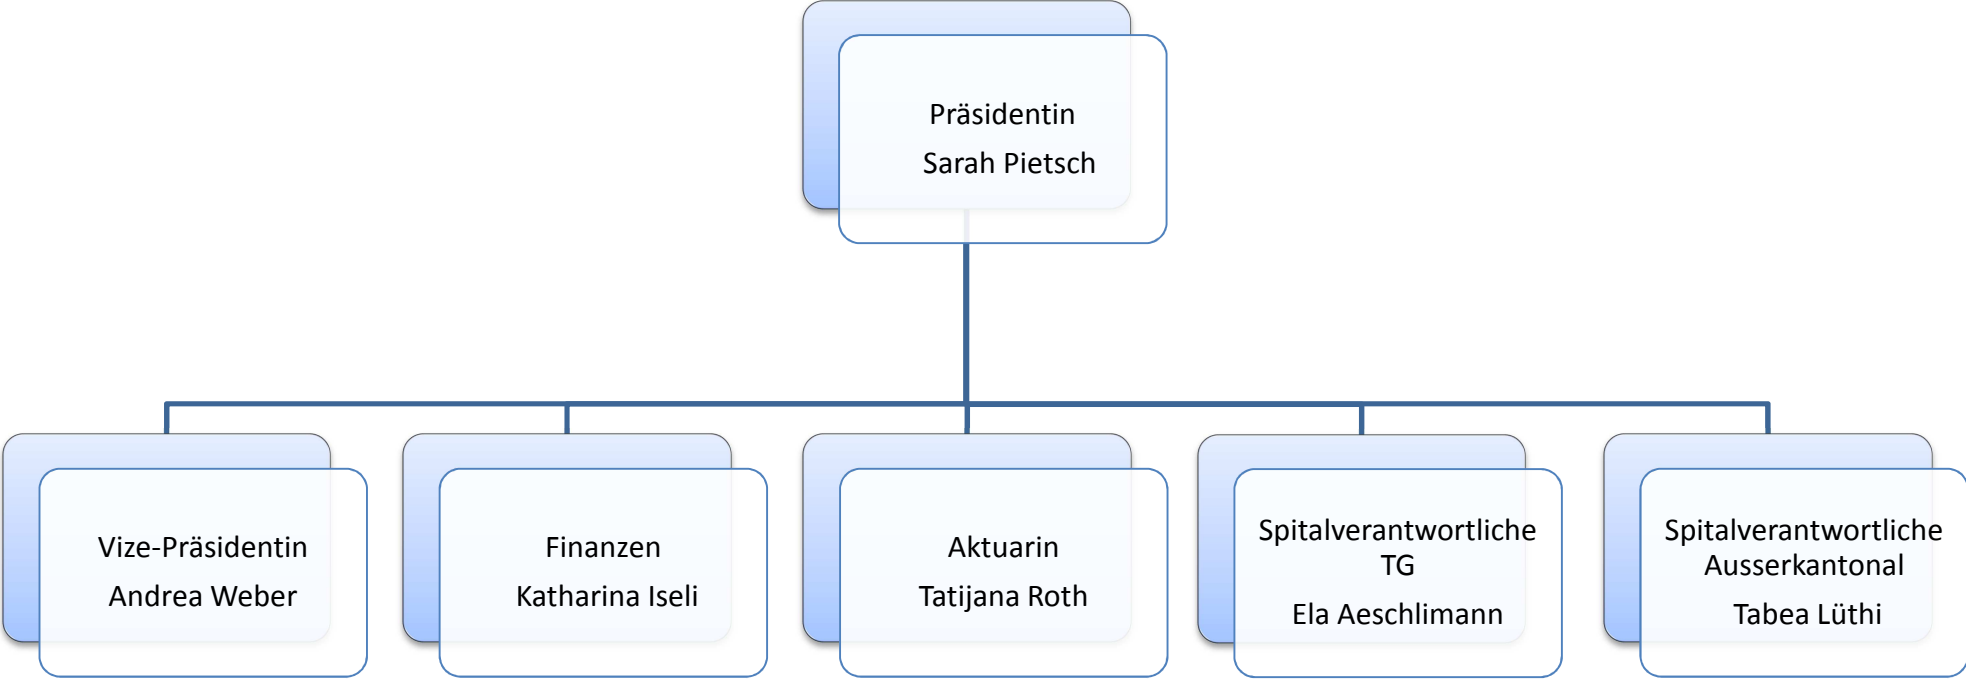 Präsidentin
Sarah Pietsch
Vize-Präsidentin
Andrea Weber
Finanzen
Katharina Iseli
Aktuarin
Tatijana Roth
Spitalverantwortliche
TG
Ela Aeschlimann
Spitalverantwortliche
Ausserkantonal
Tabea Lüthi